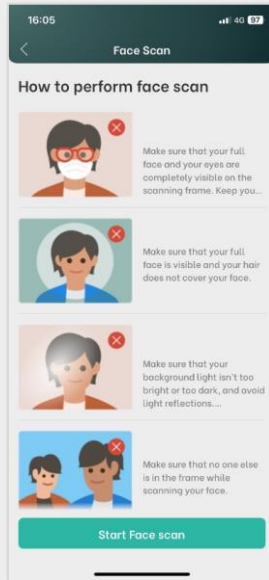 16:05
4G 97
Face Scan
How to perform face scan
Make sure that your full
face and your eyes are
completely visible on the
scanning frame. Keep you...
Make sure that your full
face is visible and your hair
does not cover your face.
Make sure that your
background light isn't too
bright or too dark, and avoid
light reflections....
Make sure that no one else
is in the frame while
scanning your face.
Start Face scan